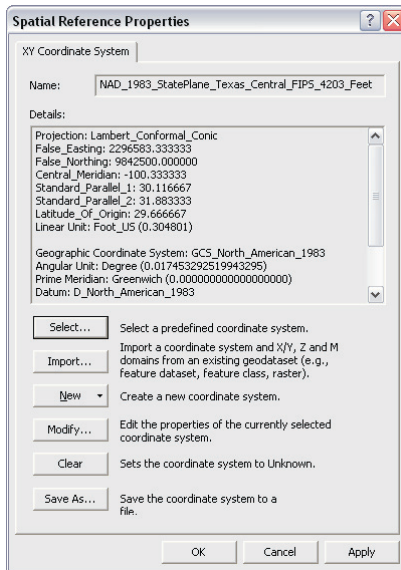 Spatial Reference Properties
XY Coordinate System
Name: NAD_1983_StatePlane_Texas_Central_FIPS_4203_Feet
Details:
Projection: Lambert_Conformal_Conic
False_Easting: 2296583.333333
False_Northing: 9842500.000000
Central_Meridian: -100.333333
Standard_Parallel_1: 30.116667
Standard_Parallel_2: 31.883333
Latitude_Of_Origin: 29.666667
Linear Unit: Foot_US (0.304801)
Geographic Coordinate System: GCS_North_American_1983
Angular Unit: Degree (0.017453292519943295)
Prime Meridian: Greenwich (0.000000000000000000)
Datum: D_North_American_1983
Select... Select a predefined coordinate system.
Import... Import a coordinate system and X/Y, Z and M
domains from an existing geodataset (e.g.,
feature dataset, feature class, raster).
New Create a new coordinate system.
Modify... Edit the properties of the currently selected
coordinate system.
Clear Sets the coordinate system to Unknown.
Save As... Save the coordinate system to a
file.
OK Cancel Apply